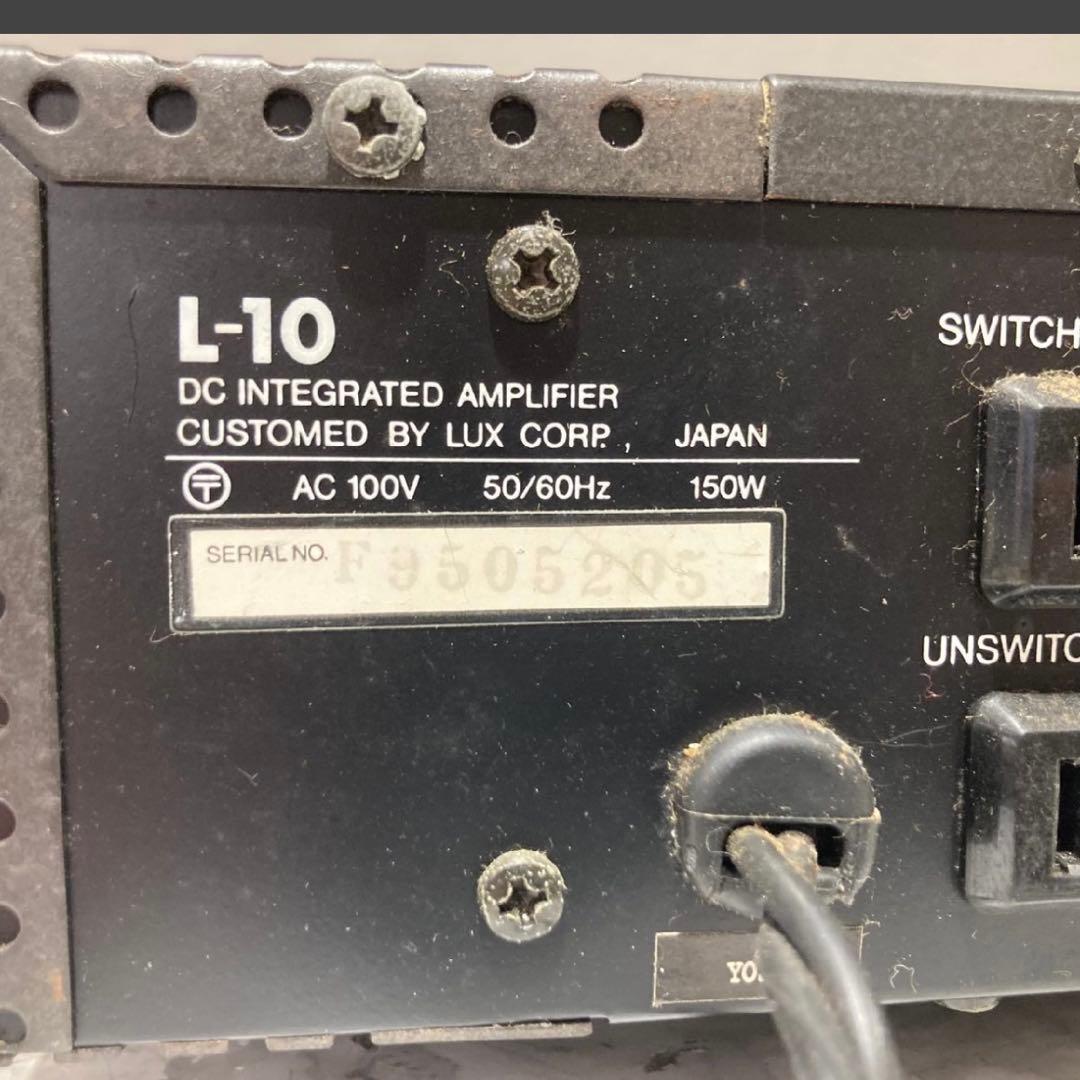 L-10
DC INTEGRATED AMPLIFIER
CUSTOMED BY LUX CORP., JAPAN
〒 AC 100V 50/60Hz 150W
SERIAL NO. F9505205
SWITCH
UNSWITC
YO